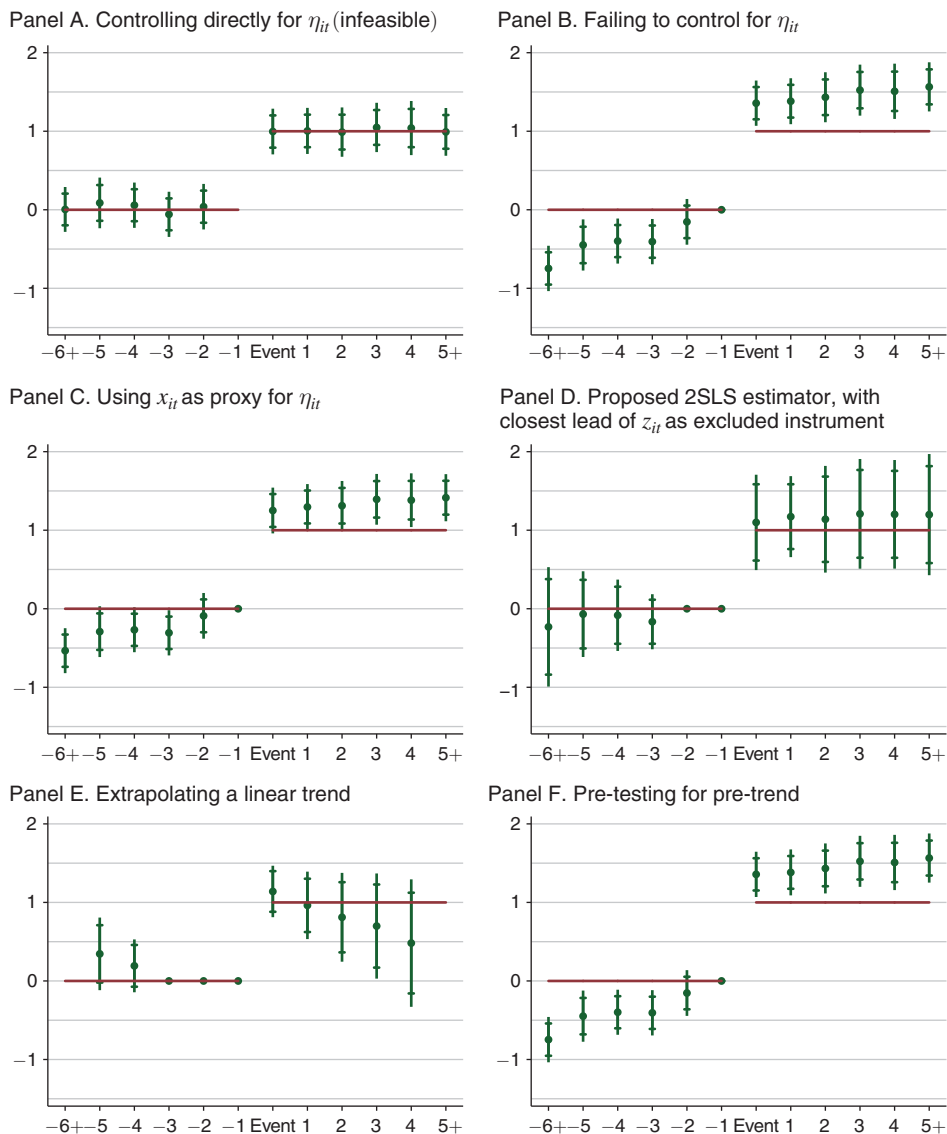 Panel A. Controlling directly for ηit (infeasible)
2
1
0
−1
−6+ −5 −4 −3 −2 −1 Event 1 2 3 4 5+
Panel B. Failing to control for ηit
2
1
0
−1
−6+ −5 −4 −3 −2 −1 Event 1 2 3 4 5+
Panel C. Using xit as proxy for ηit
2
1
0
−1
−6+ −5 −4 −3 −2 −1 Event 1 2 3 4 5+
Panel D. Proposed 2SLS estimator, with
closest lead of zit as excluded instrument
2
1
0
−1
−6+ −5 −4 −3 −2 −1 Event 1 2 3 4 5+
Panel E. Extrapolating a linear trend
2
1
0
−1
−6+ −5 −4 −3 −2 −1 Event 1 2 3 4 5+
Panel F. Pre-testing for pre-trend
2
1
0
−1
−6+ −5 −4 −3 −2 −1 Event 1 2 3 4 5+